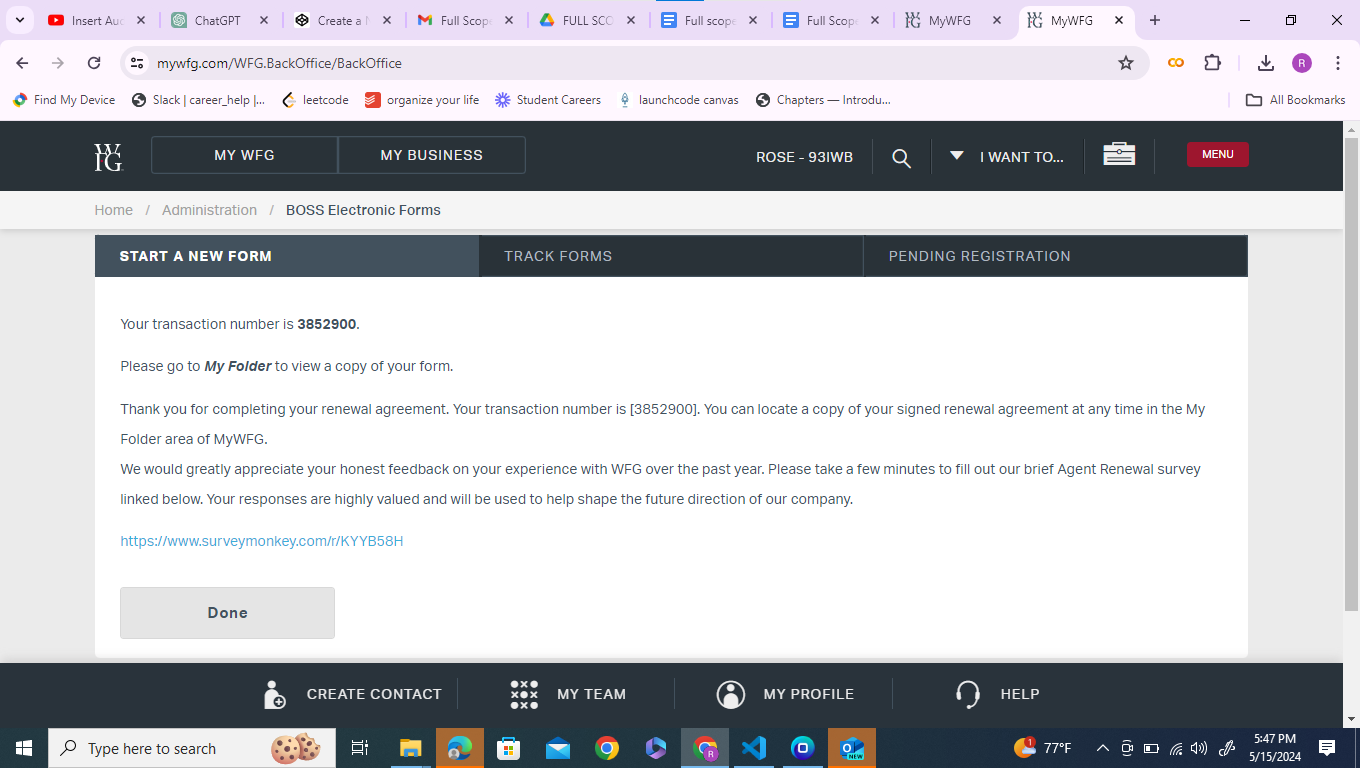 Insert Auc
ChatGPT
Create a
Full Scope
FULL SCO
Full scope
Full Scope
MyWFG
MyWFG
mywfg.com/WFG.BackOffice/BackOffice
R
Find My Device
Slack | career_help |...
leetcode
organize your life
Student Careers
launchcode canvas
Chapters — Introdu...
All Bookmarks
WFG
MY WFG
MY BUSINESS
ROSE - 93IWB
I WANT TO...
MENU
Home / Administration / BOSS Electronic Forms
START A NEW FORM
TRACK FORMS
PENDING REGISTRATION
Your transaction number is 3852900.
Please go to My Folder to view a copy of your form.
Thank you for completing your renewal agreement. Your transaction number is [3852900]. You can locate a copy of your signed renewal agreement at any time in the My
Folder area of MyWFG.
We would greatly appreciate your honest feedback on your experience with WFG over the past year. Please take a few minutes to fill out our brief Agent Renewal survey
linked below. Your responses are highly valued and will be used to help shape the future direction of our company.
https://www.surveymonkey.com/r/KYYB58H
Done
CREATE CONTACT
MY TEAM
MY PROFILE
HELP
Type here to search
R
NEW
1
77°F
5:47 PM
5/15/2024